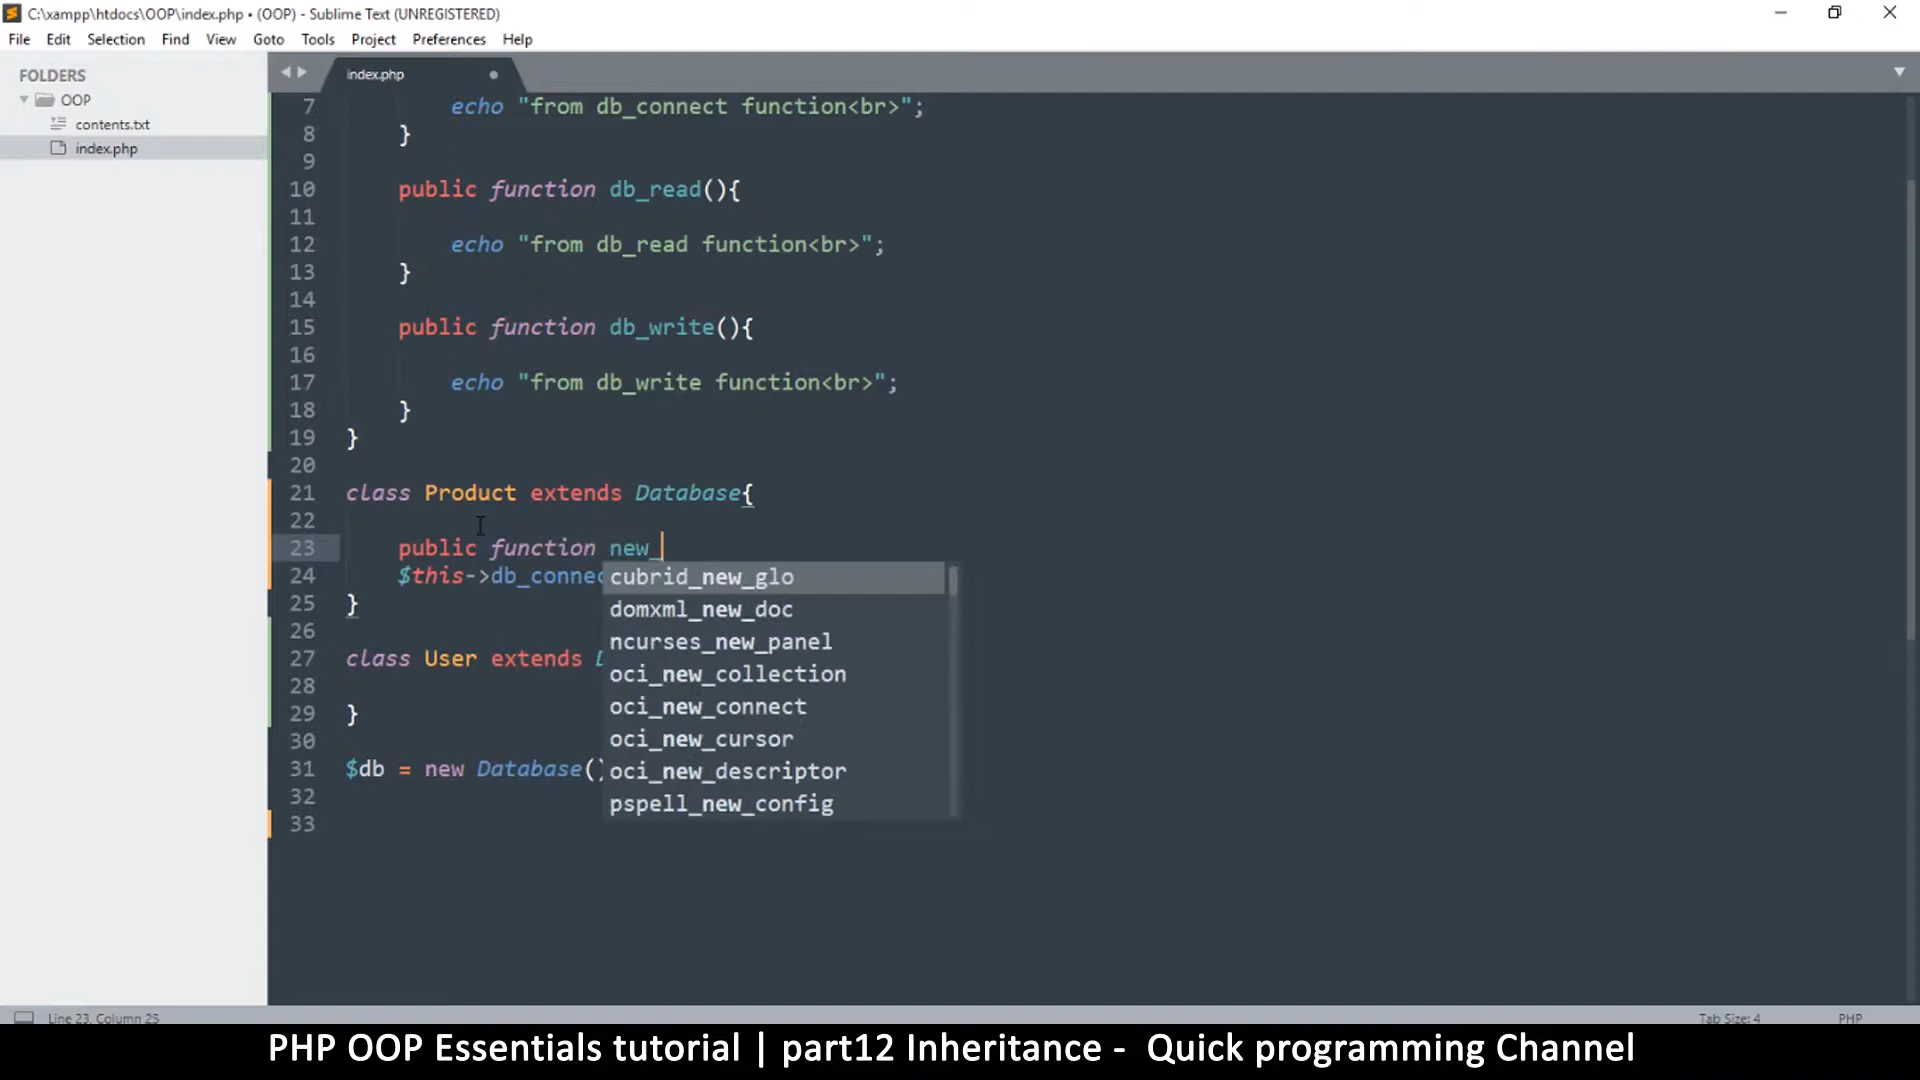 C:\xampp\htdocs\OOP\index.php • (OOP) - Sublime Text (UNREGISTERED)
File Edit Selection Find View Goto Tools Project Preferences Help
FOLDERS
OOP
contents.txt
index.php
index.php
7 echo "from db_connect function<br>";
8 }
9
10 public function db_read(){
11
12 echo "from db_read function<br>";
13 }
14
15 public function db_write(){
16
17 echo "from db_write function<br>";
18 }
19 }
20
21 class Product extends Database{
22
23 public function new_
24 $this->db_connec
25 }
26
27 class User extends D
28
29 }
30
31 $db = new Database()
32
33
cubrid_new_glo
domxml_new_doc
ncurses_new_panel
oci_new_collection
oci_new_connect
oci_new_cursor
oci_new_descriptor
pspell_new_config
Line 23, Column 25
Tab Size: 4
PHP
PHP OOP Essentials tutorial | part12 Inheritance - Quick programming Channel